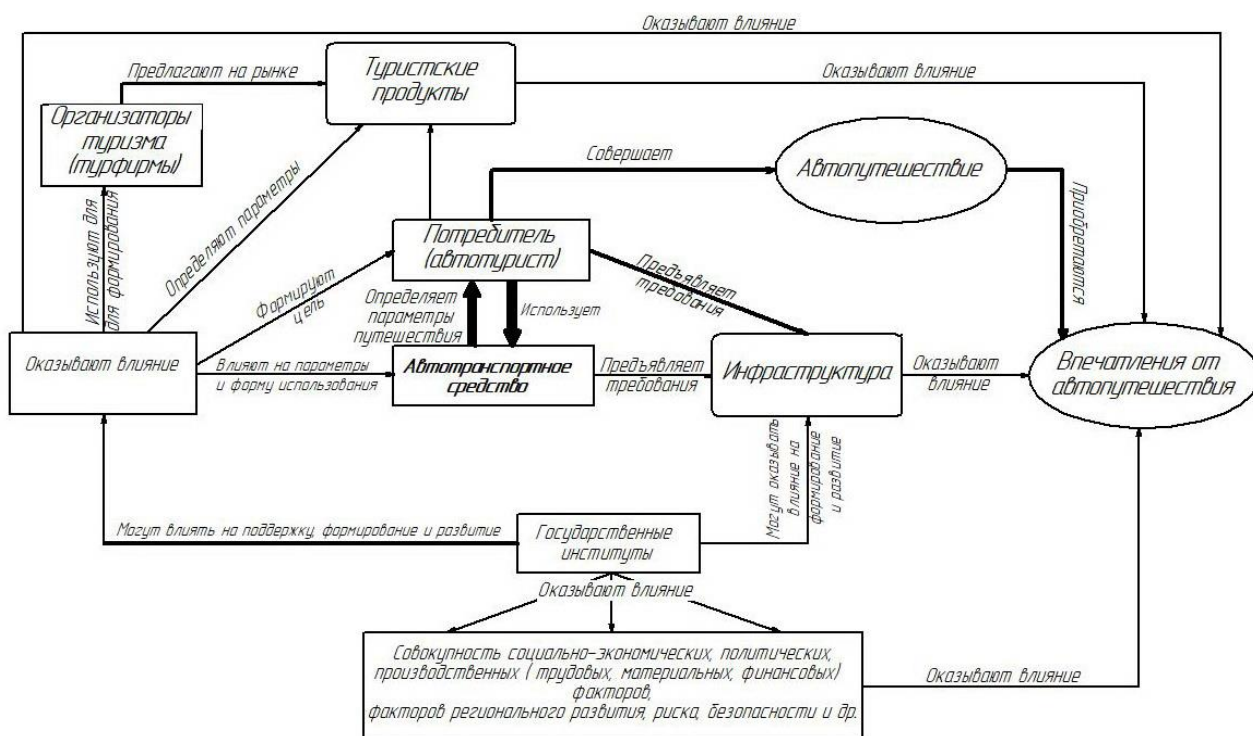 Оказывают влияние
Предлагают на рынке
Туристские
продукты
Оказывают влияние
Организаторы
туризма
(турфирмы)
Совершает
Автопутешествие
Используют для
для формирования
Определяют параметры
Потребитель
(автотурист)
Приобретаются
Формируют
цель
Предъявляет
требования
Определяет
параметры
путешествия
Использует
Оказывают влияние
Влияют на параметры
и форму использования
Автотранспортное
средство
Предъявляет
требования
Инфраструктура
Оказывают
влияние
Впечатления от
автопутешествия
Могут оказывать
влияние на
формирование
и развитие
Могут влиять на поддержку, формирование и развитие
Государственные
институты
Оказывают влияние
Совокупность социально-экономических, политических,
производственных ( трудовых, материальных, финансовых)
факторов,
факторов регионального развития, риска, безопасности и др.
Оказывают влияние